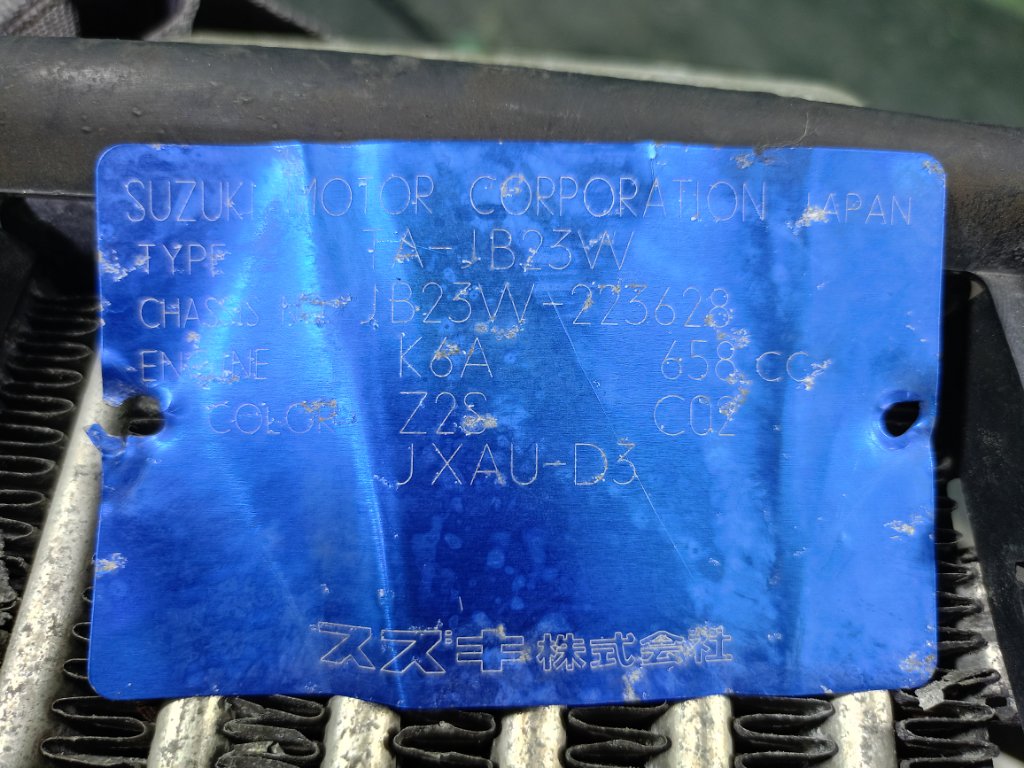 SUZUKI MOTOR CORPORATION JAPAN
TYPE TA-JB23W
CHASSIS No. JB23W-223628
ENGINE K6A 658 CC
COLOR Z2S C02
JXAU-D3
スズキ株式会社